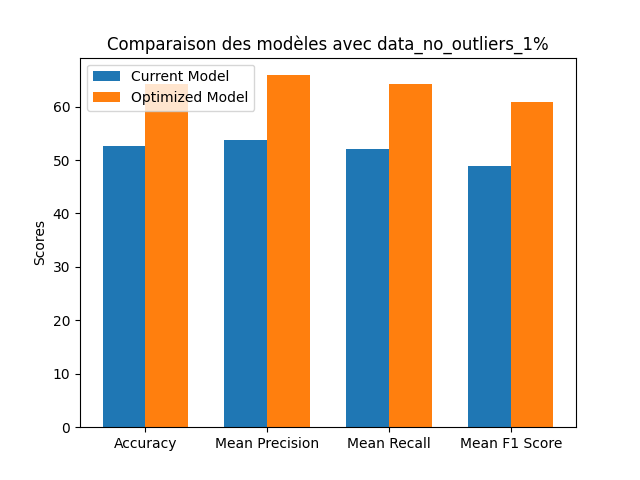 Comparaison des modèles avec data_no_outliers_1%
Current Model
Optimized Model
Scores
60
50
40
30
20
10
0
Accuracy
Mean Precision
Mean Recall
Mean F1 Score